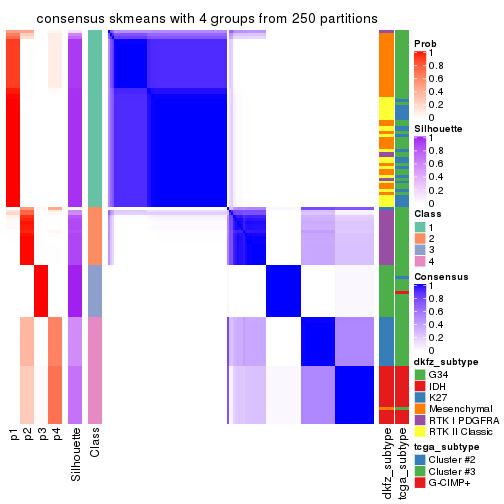 consensus skmeans with 4 groups from 250 partitions
p1
p2
p3
p4
Silhouette
Class
dkfz_subtype
tcga_subtype
Prob
1
0.8
0.6
0.4
0.2
0
Silhouette
1
0.8
0.6
0.4
0.2
0
Class
1
2
3
4
Consensus
1
0.8
0.6
0.4
0.2
0
dkfz_subtype
G34
IDH
K27
Mesenchymal
RTK I PDGFRA
RTK II Classic
tcga_subtype
Cluster #2
Cluster #3
G-CIMP+